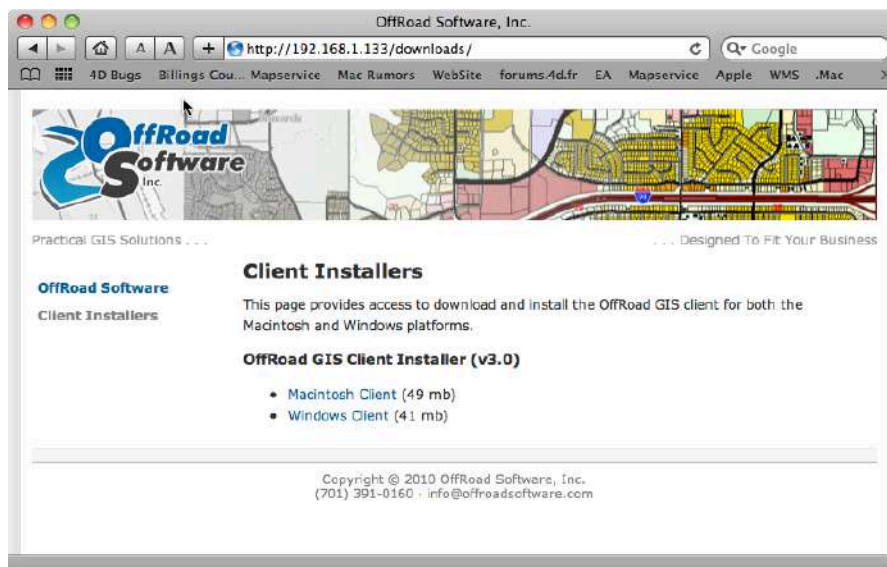 OffRoad Software, Inc.
A A + http://192.168.1.133/downloads/ Q Google
4D Bugs Billings Cou... Mapservice Mac Rumors WebSite forums.4d.fr EA Mapservice Apple WMS .Mac
OffRoad
Software
Inc.
94
Practical GIS Solutions . . . . . . Designed To Fit Your Business
Client Installers
OffRoad Software
This page provides access to download and install the OffRoad GIS client for both the
Client Installers
Macintosh and Windows platforms.
OffRoad GIS Client Installer (v3.0)
• Macintosh Client (49 mb)
• Windows Client (41 mb)
Copyright © 2010 OffRoad Software, Inc.
(701) 391-0160 · info@offroadsoftware.com